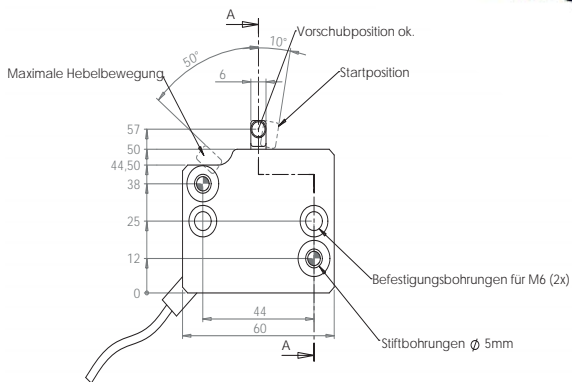 A
Vorschubposition ok.
10°
50°
Maximale Hebelbewegung
6
Startposition
57
50
44,50
38
25
12
0
Befestigungsbohrungen für M6 (2x)
44
60
Stiftbohrungen ϕ 5mm
A